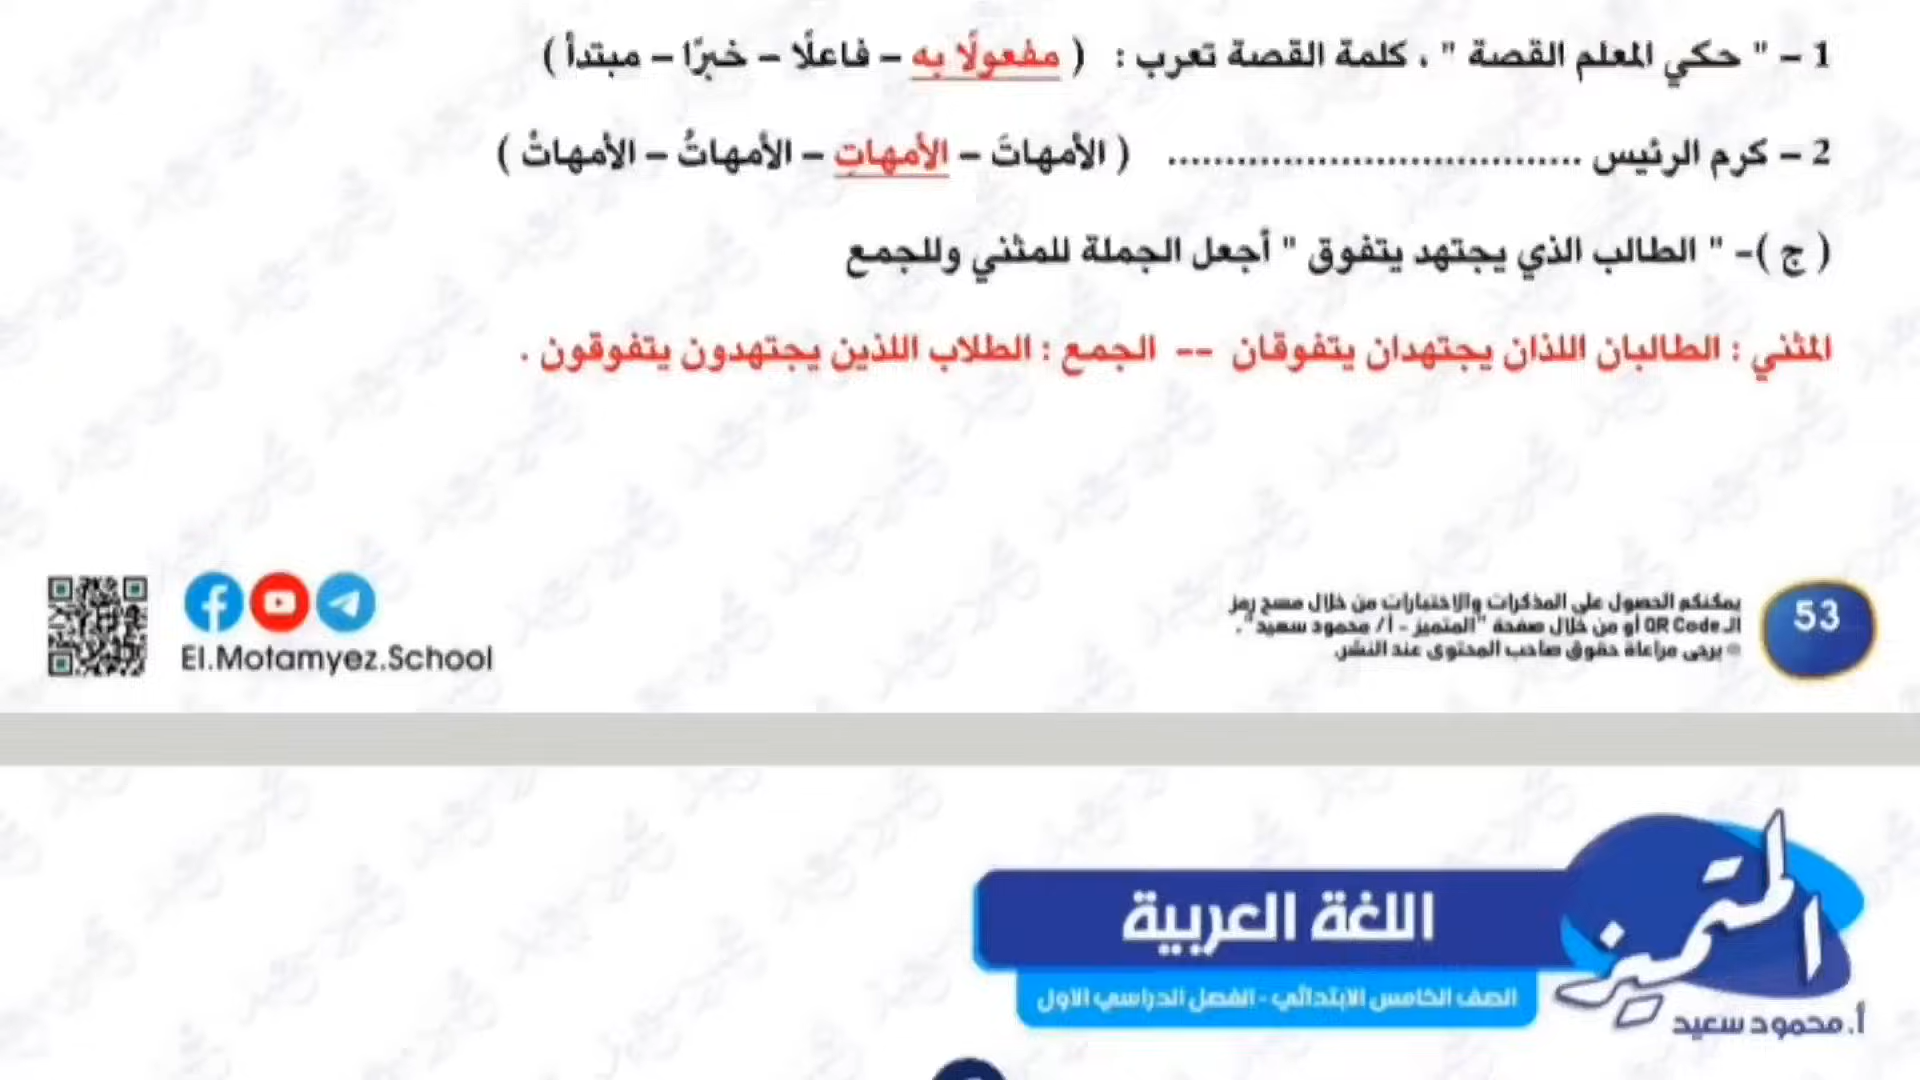 1 – " حكي المعلم القصة " ، كلمة القصة تعرب : ( مفعولًا به – فاعلًا – خبرًا – مبتدأ )
2 – كرم الرئيس .................................... ( الأمهاتَ – الأمهاتِ – الأمهاتُ – الأمهاتْ )
( ج )- " الطالب الذي يجتهد يتفوق " أجعل الجملة للمثني وللجمع
المثني : الطالبان اللذان يجتهدان يتفوقان -- الجمع : الطلاب اللذين يجتهدون يتفوقون .
يمكنكم الحصول على المذكرات والاختبارات من خلال مسح رمز
الـ QR Code أو من خلال صفحة "المتميز - أ/ محمود سعيد".
يرجى مراعاة حقوق صاحب المحتوى عند النشر.
53
El.Motamyez.School
المتميز
أ. محمود سعيد
اللغة العربية
الصف الخامس الابتدائي - الفصل الدراسي الأول